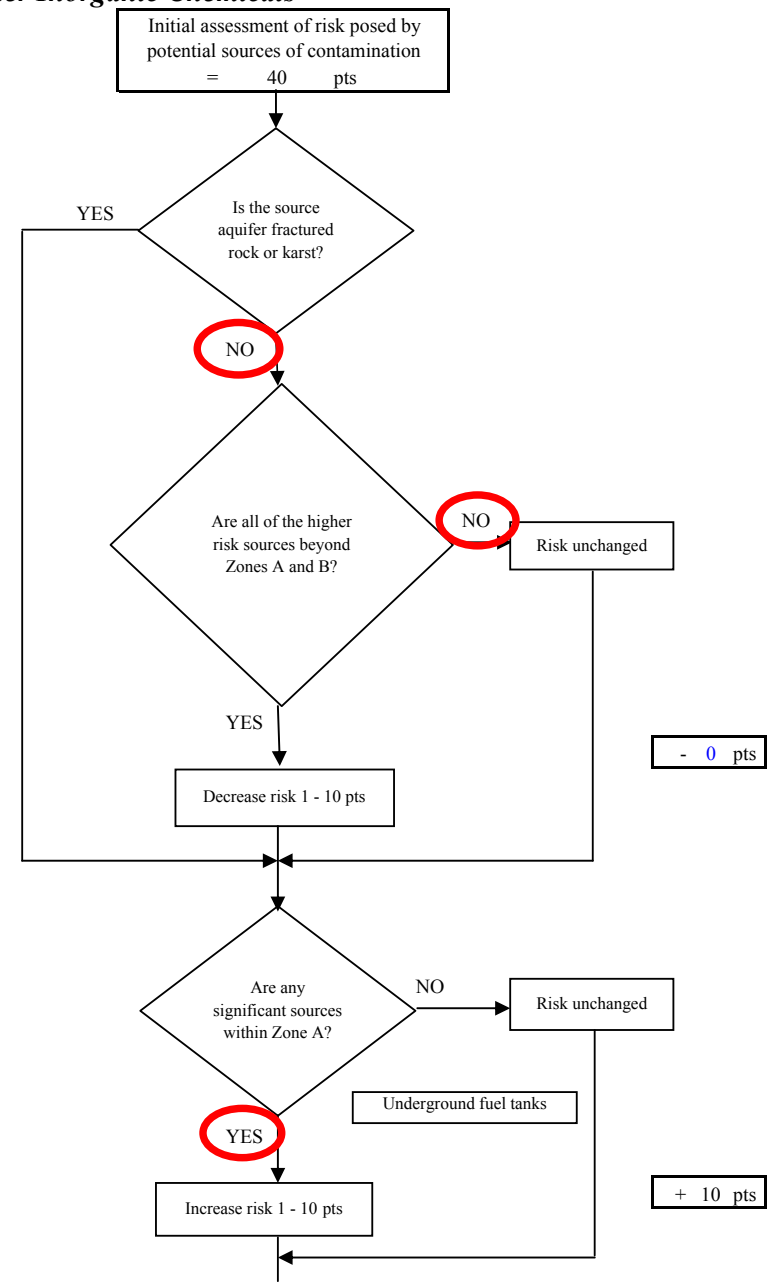 Inorganic Chemicals
Initial assessment of risk posed by
potential sources of contamination
= 40 pts
YES
Is the source
aquifer fractured
rock or karst?
NO
Are all of the higher
risk sources beyond
Zones A and B?
NO
Risk unchanged
YES
- 0 pts
Decrease risk 1 - 10 pts
Are any
significant sources
within Zone A?
NO
Risk unchanged
Underground fuel tanks
YES
Increase risk 1 - 10 pts
+ 10 pts